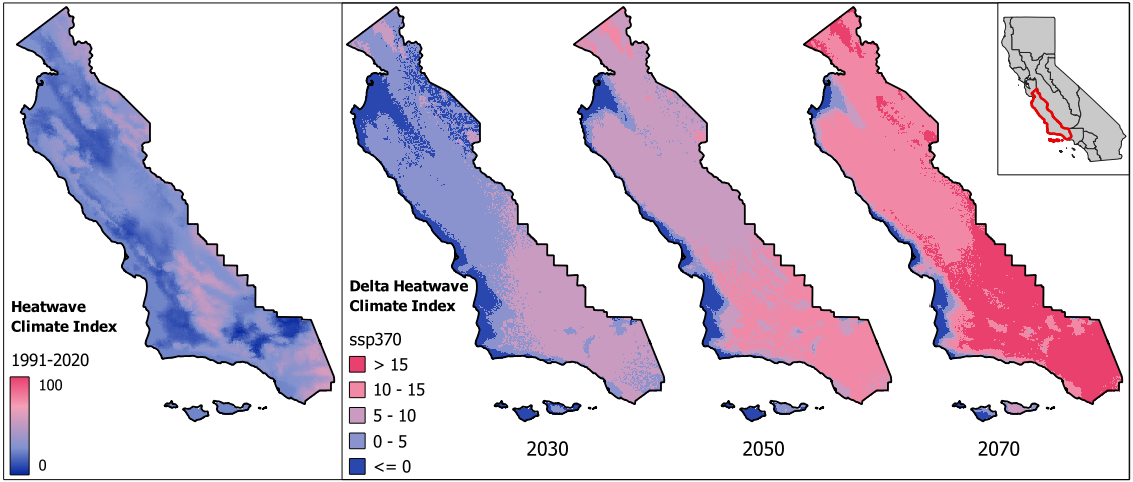 Heatwave
Climate Index
1991-2020
100
0
Delta Heatwave
Climate Index
ssp370
> 15
10 - 15
5 - 10
0 - 5
<= 0
2030
2050
2070